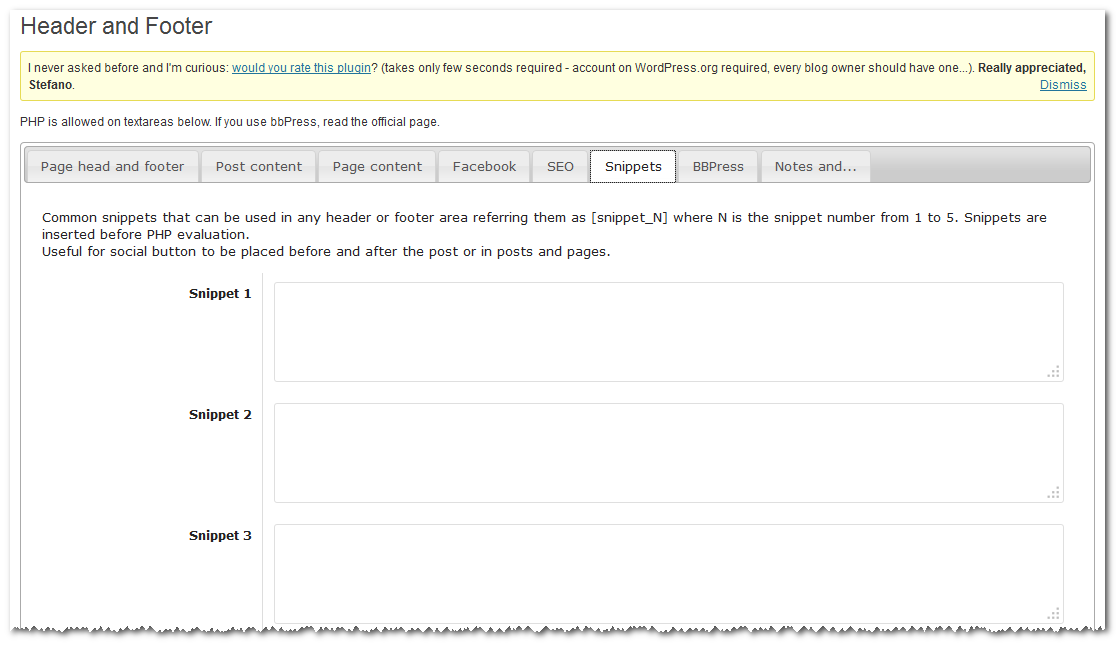 Header and Footer
I never asked before and I'm curious: would you rate this plugin? (takes only few seconds required - account on WordPress.org required, every blog owner should have one...). Really appreciated,
Stefano.
Dismiss
PHP is allowed on textareas below. If you use bbPress, read the official page.
Page head and footer Post content Page content Facebook SEO Snippets BBPress Notes and...
Common snippets that can be used in any header or footer area referring them as [snippet_N] where N is the snippet number from 1 to 5. Snippets are
inserted before PHP evaluation.
Useful for social button to be placed before and after the post or in posts and pages.
Snippet 1
Snippet 2
Snippet 3